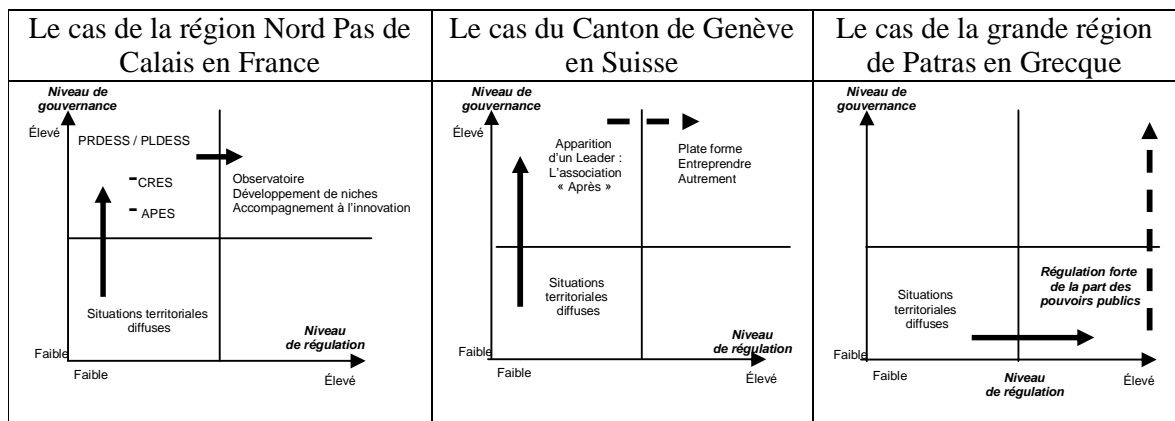 Le cas de la région Nord Pas de
Calais en France
Niveau de
gouvernance
Élevé
PRDESS / PLDESS
-CRES
- APES
Observatoire
Développement de niches
Accompagnement à l'innovation
Situations territoriales
diffuses
Niveau
de régulation
Faible
Faible
Élevé
Le cas du Canton de Genève
en Suisse
Niveau de
gouvernance
Élevé
Apparition
d'un Leader :
L'association
« Après »
Plate forme
Entreprendre
Autrement
Situations
territoriales
diffuses
Niveau
de régulation
Faible
Faible
Élevé
Le cas de la grande région
de Patras en Grecque
Niveau de
gouvernance
Élevé
Situations
territoriales
diffuses
Régulation forte
de la part des
pouvoirs publics
Faible
Faible
Niveau
de régulation
Élevé